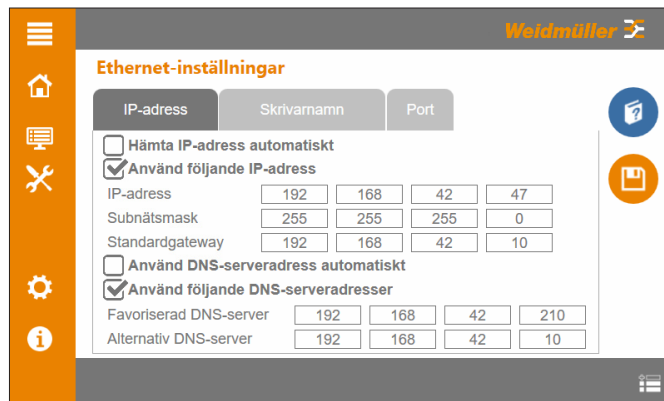 Weidmüller
Ethernet-inställningar
IP-adress Skrivarnamn Port
Hämta IP-adress automatiskt
Använd följande IP-adress
IP-adress 192 168 42 47
Subnätsmask 255 255 255 0
Standardgateway 192 168 42 10
Använd DNS-serveradress automatiskt
Använd följande DNS-serveradresser
Favoriserad DNS-server 192 168 42 210
Alternativ DNS-server 192 168 42 10